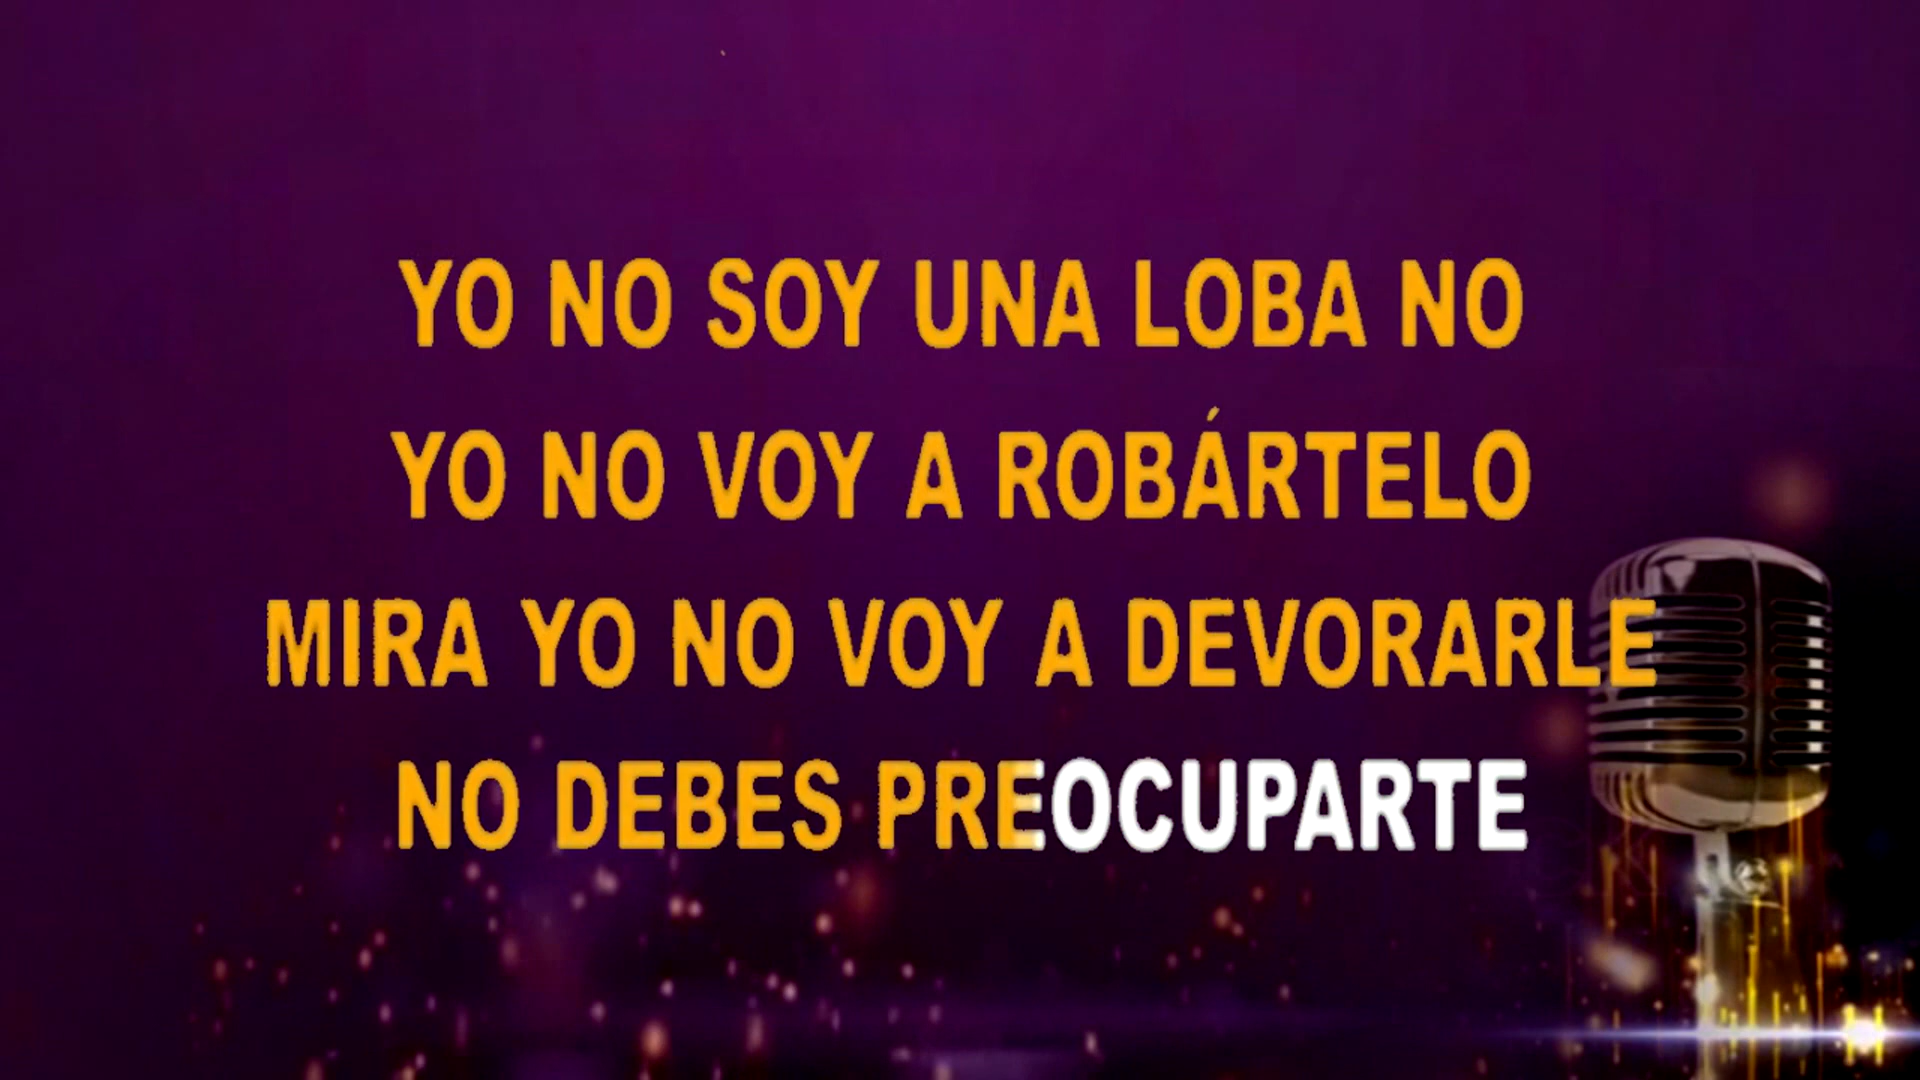 YO NO SOY UNA LOBA NO
YO NO VOY A ROBÁRTELO
MIRA YO NO VOY A DEVORARLE
NO DEBES PREOCUPARTE